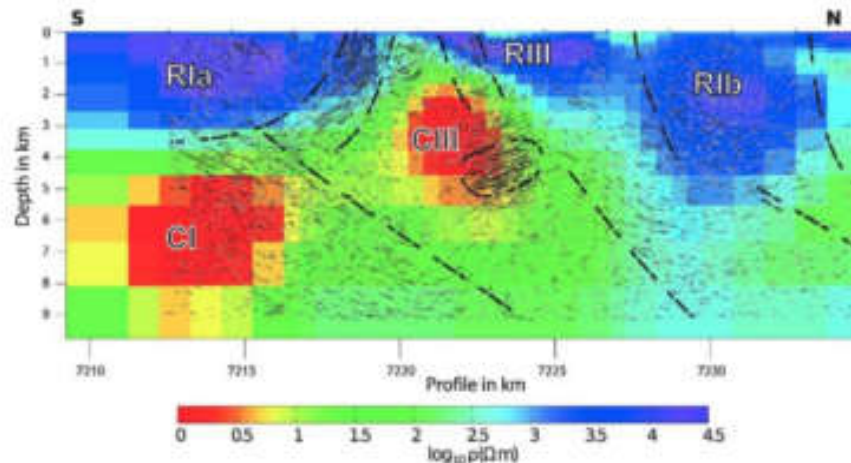 S N
0
1
2
3
4
5
6
7
8
9
Depth in km
RIa
RIII
RIb
CIII
CI
7210 7215 7220 7225 7230
Profile in km
0 0.5 1 1.5 2 2.5 3 3.5 4 4.5
log₁₀ρ(Ωm)